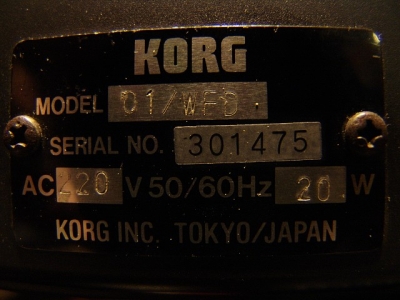 KORG
MODEL 01/WFD
SERIAL NO. 301475
AC 220 V 50/60Hz 20 W
KORG INC. TOKYO/JAPAN